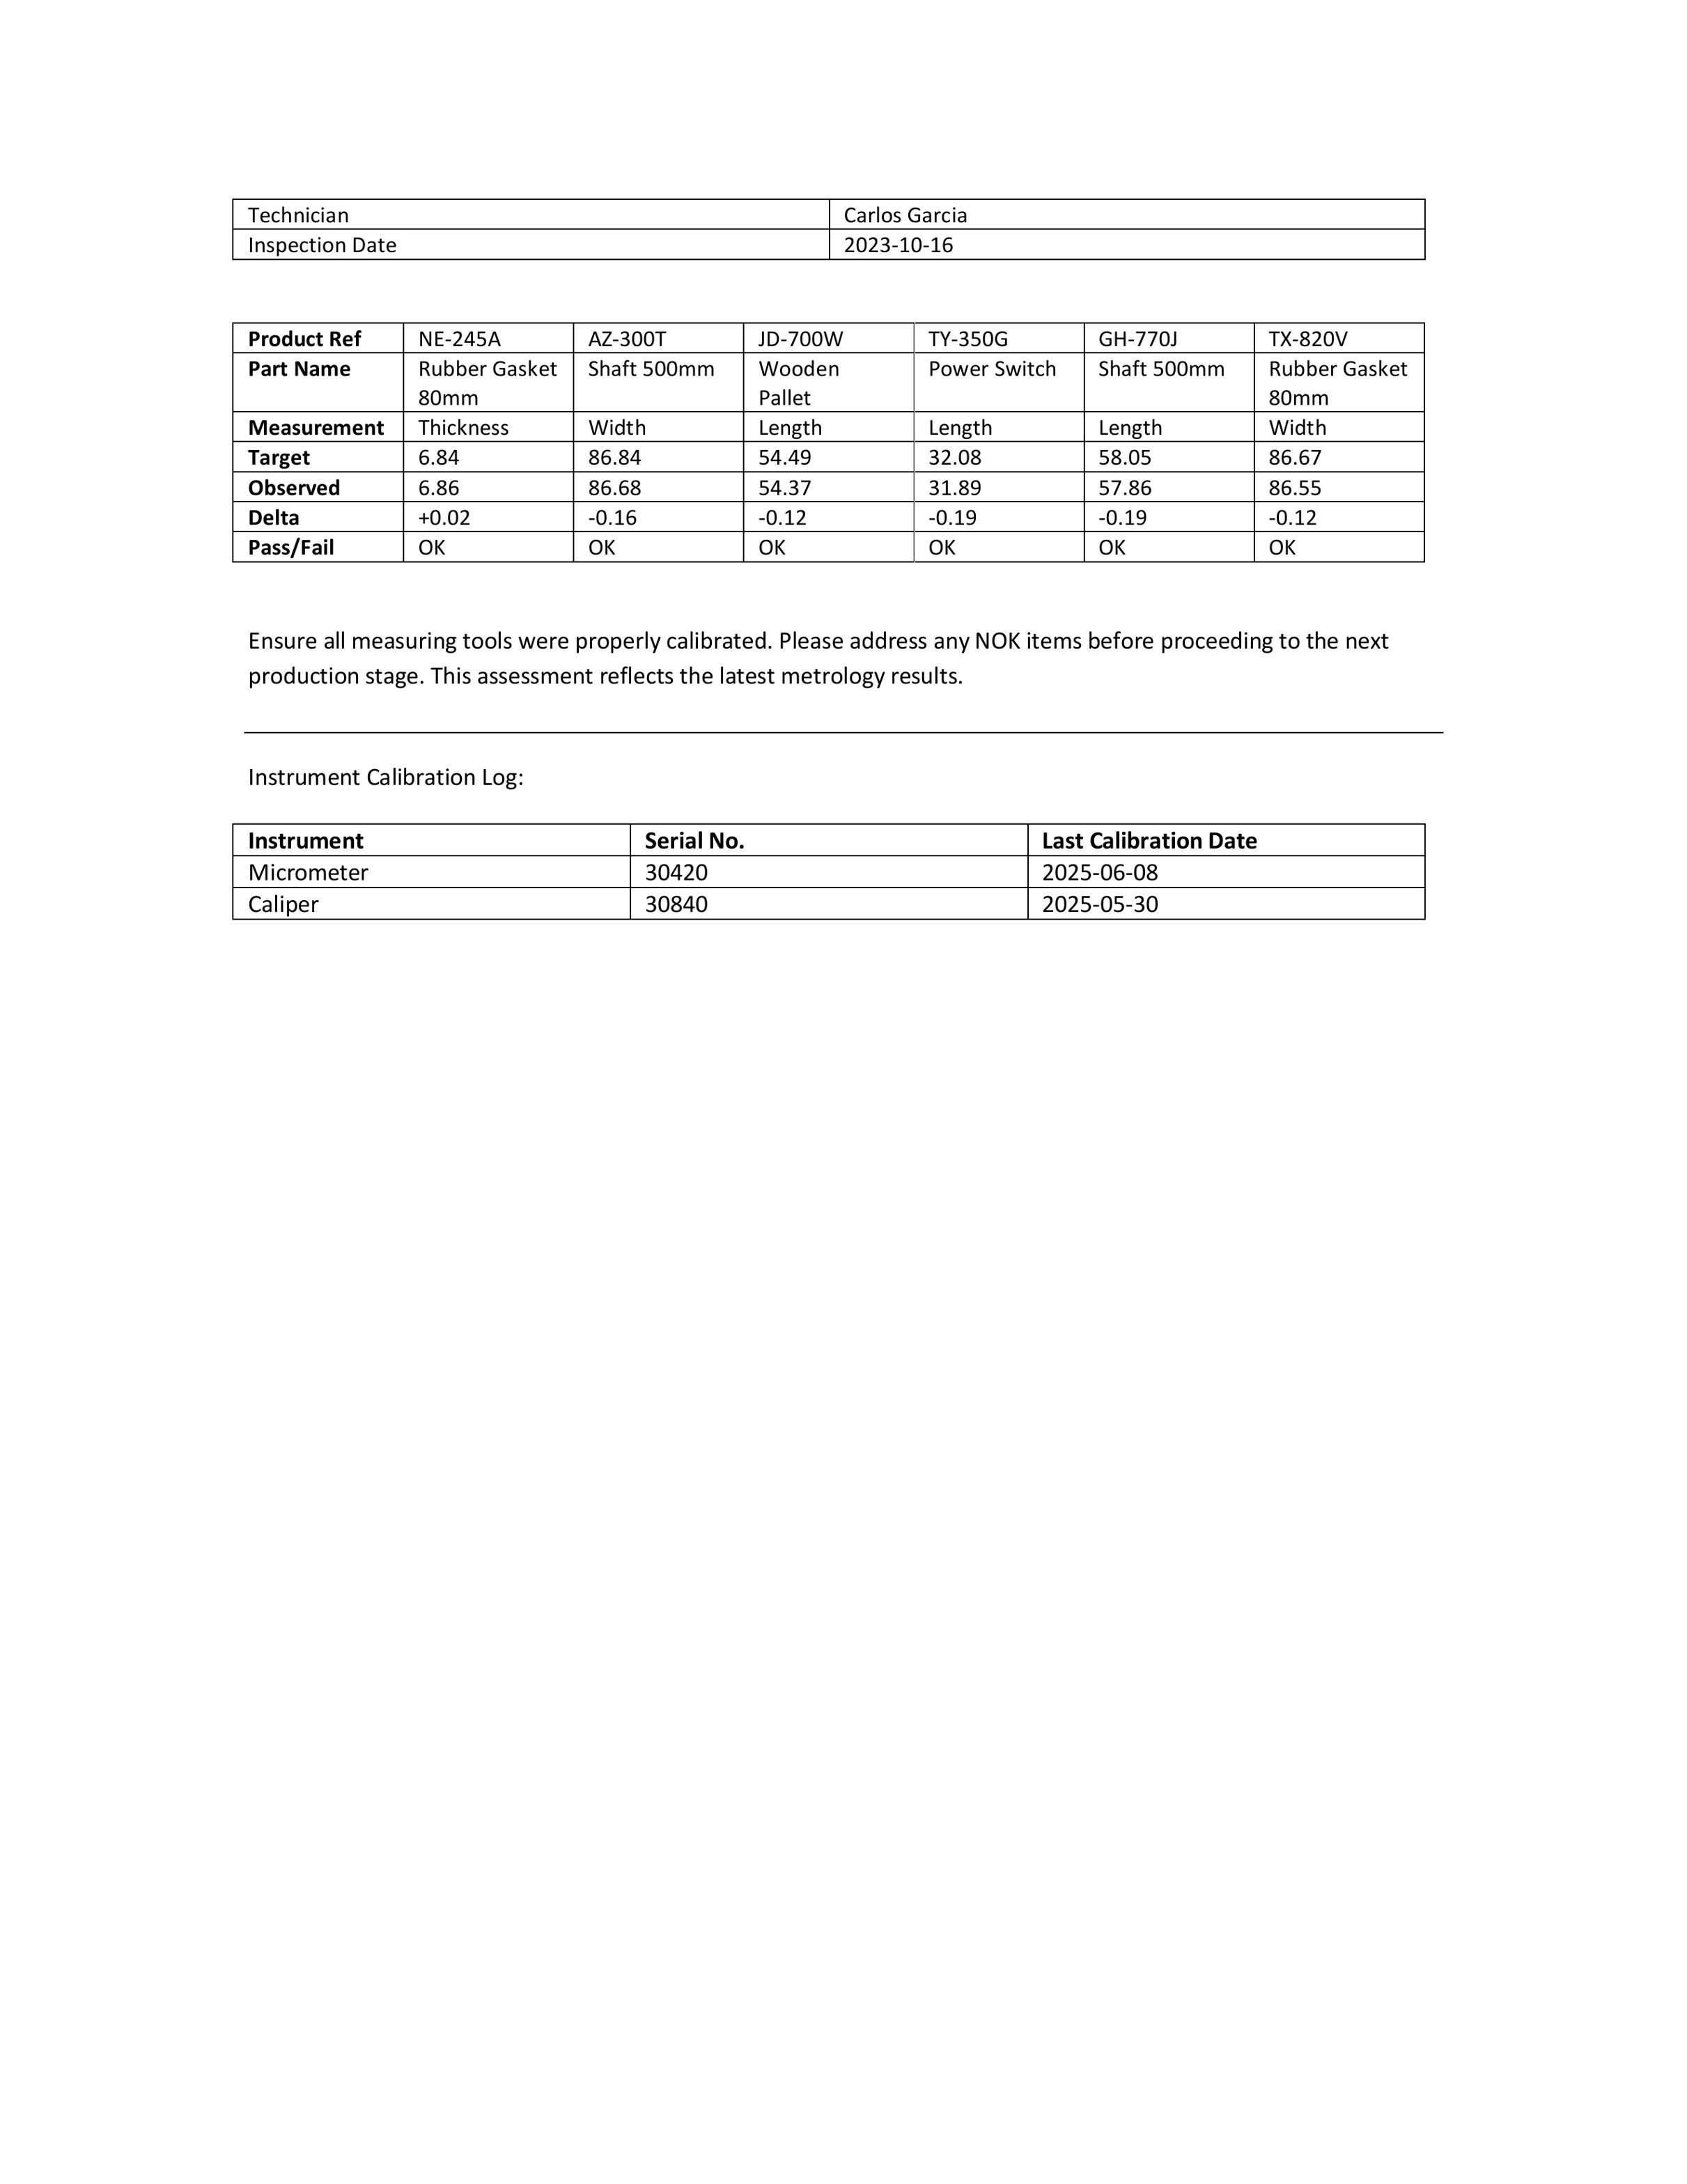 Technician Carlos Garcia
Inspection Date 2023-10-16
Product Ref NE-245A AZ-300T JD-700W TY-350G GH-770J TX-820V
Part Name Rubber Gasket Shaft 500mm Wooden Power Switch Shaft 500mm Rubber Gasket
80mm Pallet 80mm
Measurement Thickness Width Length Length Length Width
Target 6.84 86.84 54.49 32.08 58.05 86.67
Observed 6.86 86.68 54.37 31.89 57.86 86.55
Delta +0.02 -0.16 -0.12 -0.19 -0.19 -0.12
Pass/Fail OK OK OK OK OK OK
Ensure all measuring tools were properly calibrated. Please address any NOK items before proceeding to the next
production stage. This assessment reflects the latest metrology results.
Instrument Calibration Log:
Instrument Serial No. Last Calibration Date
Micrometer 30420 2025-06-08
Caliper 30840 2025-05-30